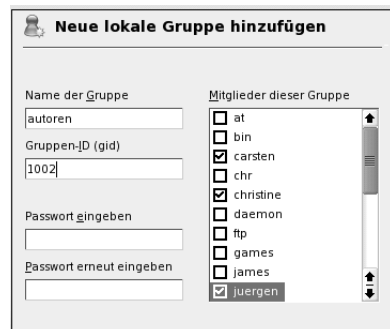 Neue lokale Gruppe hinzufügen
Name der Gruppe
autoren
Gruppen-ID (gid)
1002
Passwort eingeben
Passwort erneut eingeben
Mitglieder dieser Gruppe
at
bin
carsten
chr
christine
daemon
ftp
games
james
juergen